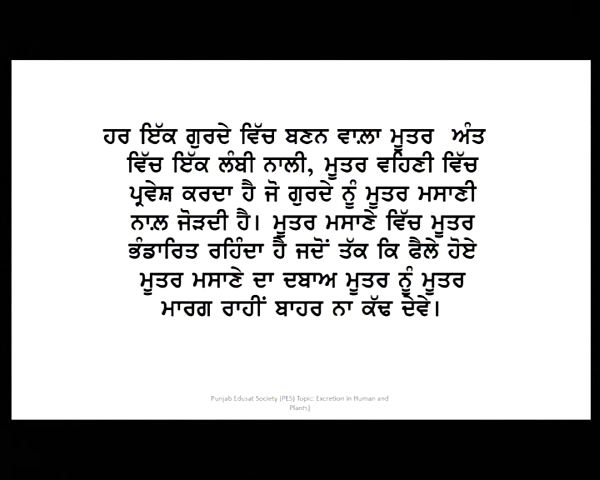 ਹਰ ਇੱਕ ਗੁਰਦੇ ਵਿੱਚ ਬਣਨ ਵਾਲਾ ਮੂਤਰ ਅੰਤ
ਵਿੱਚ ਇੱਕ ਲੰਬੀ ਨਾਲੀ, ਮੂਤਰ ਵਹਿਣੀ ਵਿੱਚ
ਪ੍ਰਵੇਸ਼ ਕਰਦਾ ਹੈ ਜੋ ਗੁਰਦੇ ਨੂੰ ਮੂਤਰ ਮਸਾਣੀ
ਨਾਲ਼ ਜੋੜਦੀ ਹੈ। ਮੂਤਰ ਮਸਾਣੇ ਵਿੱਚ ਮੂਤਰ
ਭੰਡਾਰਿਤ ਰਹਿੰਦਾ ਹੈ ਜਦੋਂ ਤੱਕ ਕਿ ਫੈਲੇ ਹੋਏ
ਮੂਤਰ ਮਸਾਣੇ ਦਾ ਦਬਾਅ ਮੂਤਰ ਨੂੰ ਮੂਤਰ
ਮਾਰਗ ਰਾਹੀਂ ਬਾਹਰ ਨਾ ਕੱਢ ਦੇਵੇ।
Punjab Edusat Society (PES) Topic: Excretion in Human and
Plants)